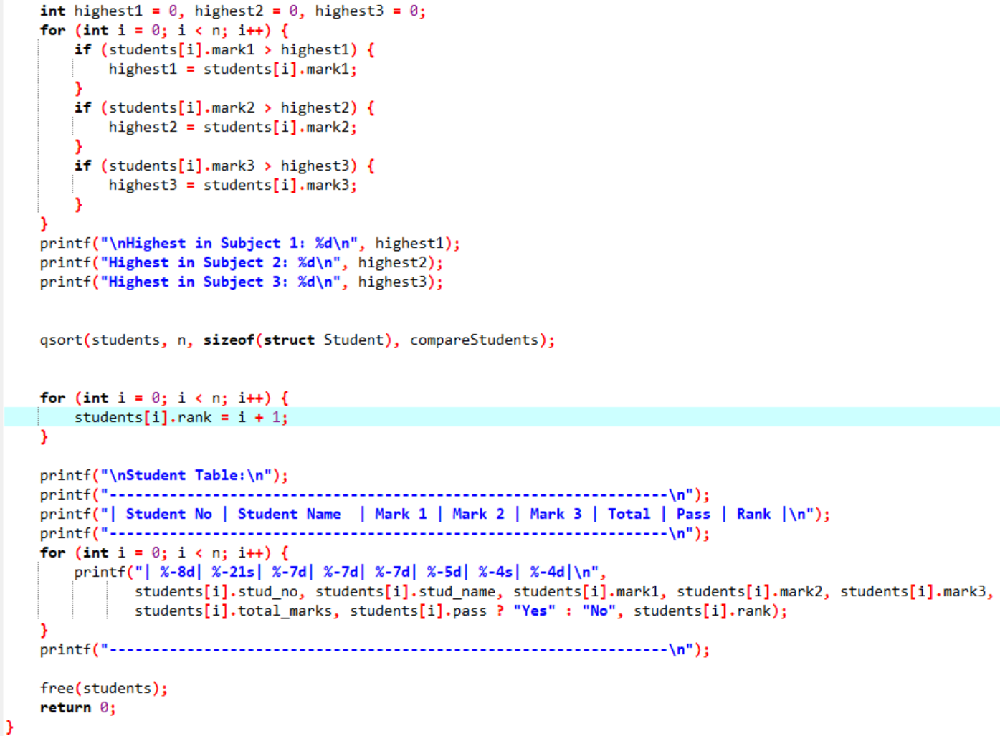 int highest1 = 0, highest2 = 0, highest3 = 0;
for (int i = 0; i < n; i++) {
if (students[i].mark1 > highest1) {
highest1 = students[i].mark1;
}
if (students[i].mark2 > highest2) {
highest2 = students[i].mark2;
}
if (students[i].mark3 > highest3) {
highest3 = students[i].mark3;
}
}
printf("\nHighest in Subject 1: %d\n", highest1);
printf("Highest in Subject 2: %d\n", highest2);
printf("Highest in Subject 3: %d\n", highest3);
qsort(students, n, sizeof(struct Student), compareStudents);
for (int i = 0; i < n; i++) {
students[i].rank = i + 1;
}
printf("\nStudent Table:\n");
printf("-----------------------------------------------------------------\n");
printf("| Student No | Student Name  | Mark 1 | Mark 2 | Mark 3 | Total | Pass | Rank |\n");
printf("-----------------------------------------------------------------\n");
for (int i = 0; i < n; i++) {
printf("| %-8d| %-21s| %-7d| %-7d| %-7d| %-5d| %-4s| %-4d|\n",
students[i].stud_no, students[i].stud_name, students[i].mark1, students[i].mark2, students[i].mark3,
students[i].total_marks, students[i].pass ? "Yes" : "No", students[i].rank);
}
printf("-----------------------------------------------------------------\n");
free(students);
return 0;
}